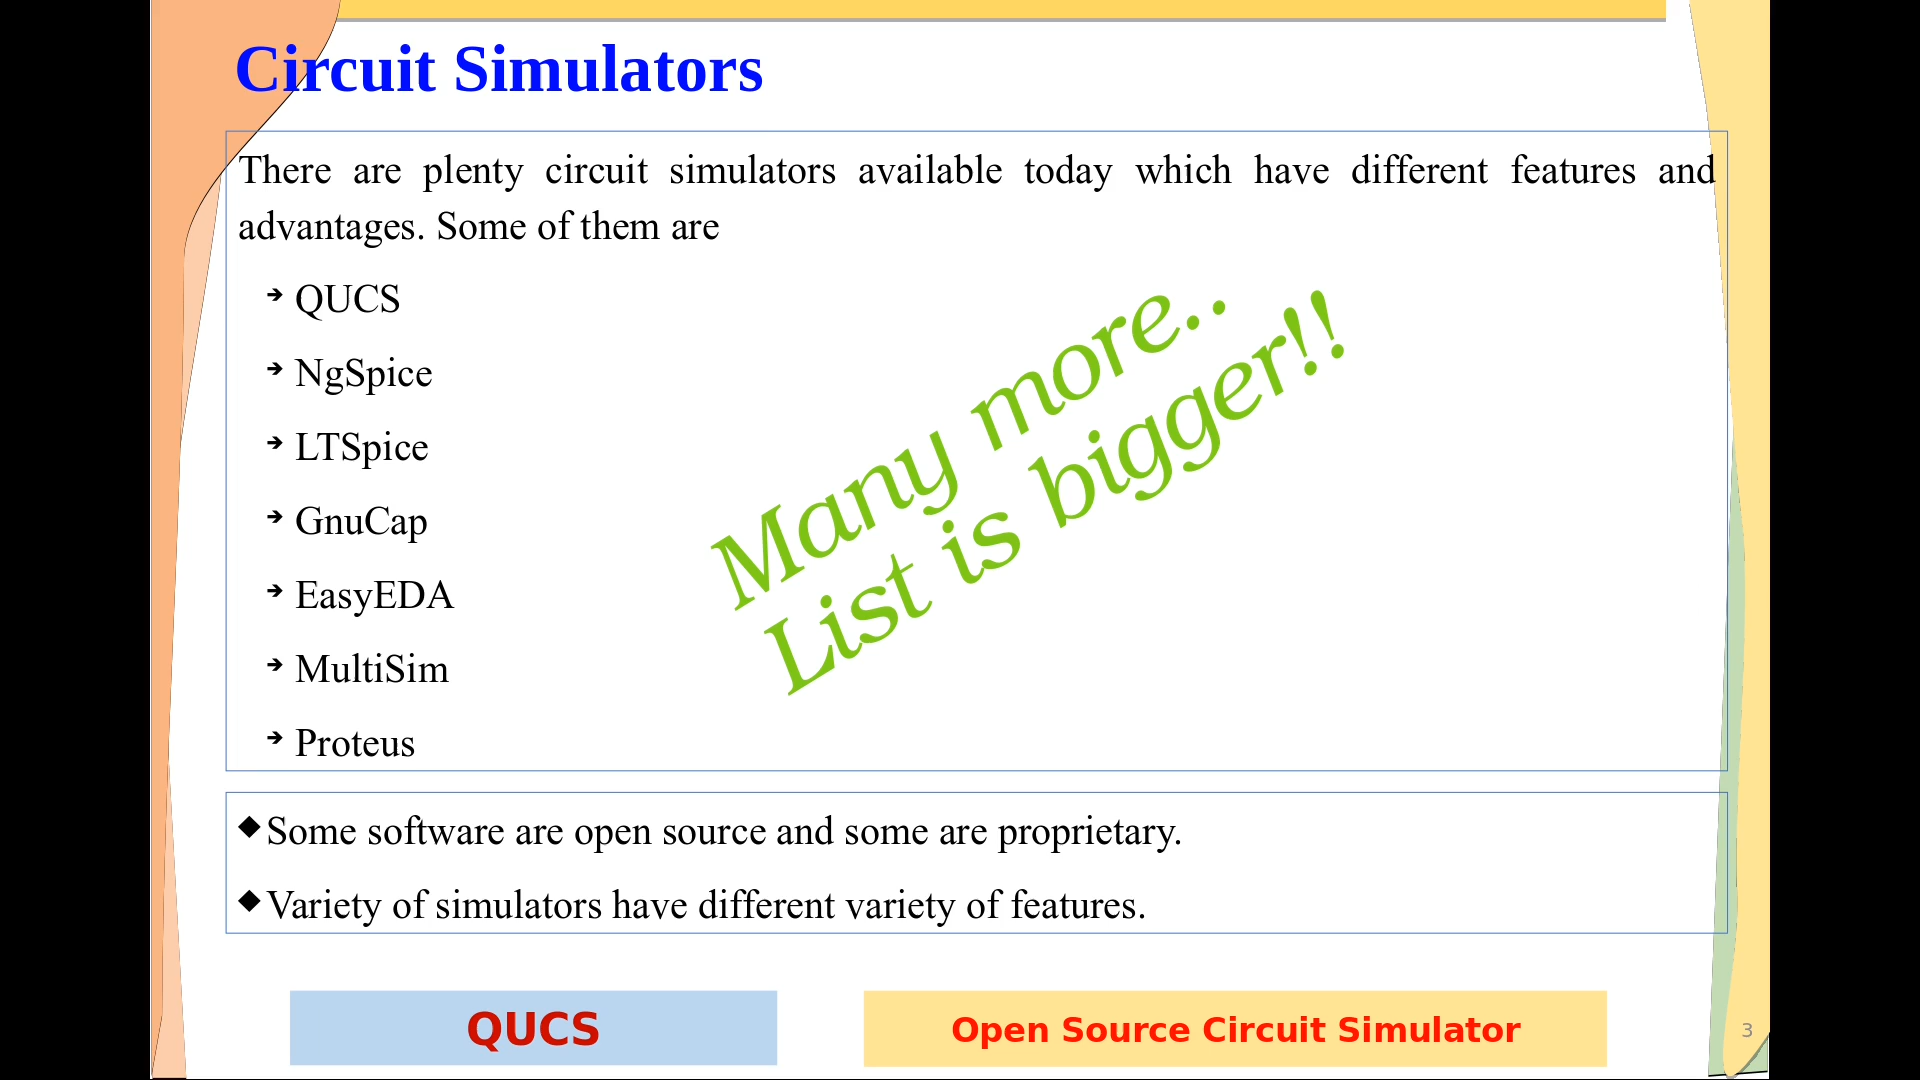 Circuit Simulators
There are plenty circuit simulators available today which have different features and
advantages. Some of them are
➔ QUCS
➔ NgSpice
➔ LTSpice
➔ GnuCap
➔ EasyEDA
➔ MultiSim
➔ Proteus
Many more..
List is bigger!!
◆Some software are open source and some are proprietary.
◆Variety of simulators have different variety of features.
QUCS
Open Source Circuit Simulator
3